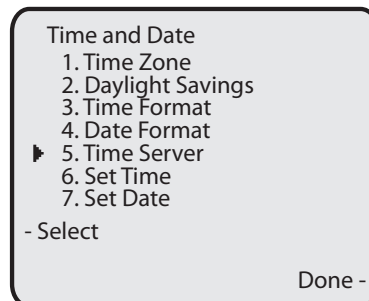 Time and Date
1. Time Zone
2. Daylight Savings
3. Time Format
4. Date Format
5. Time Server
6. Set Time
7. Set Date
- Select
Done -